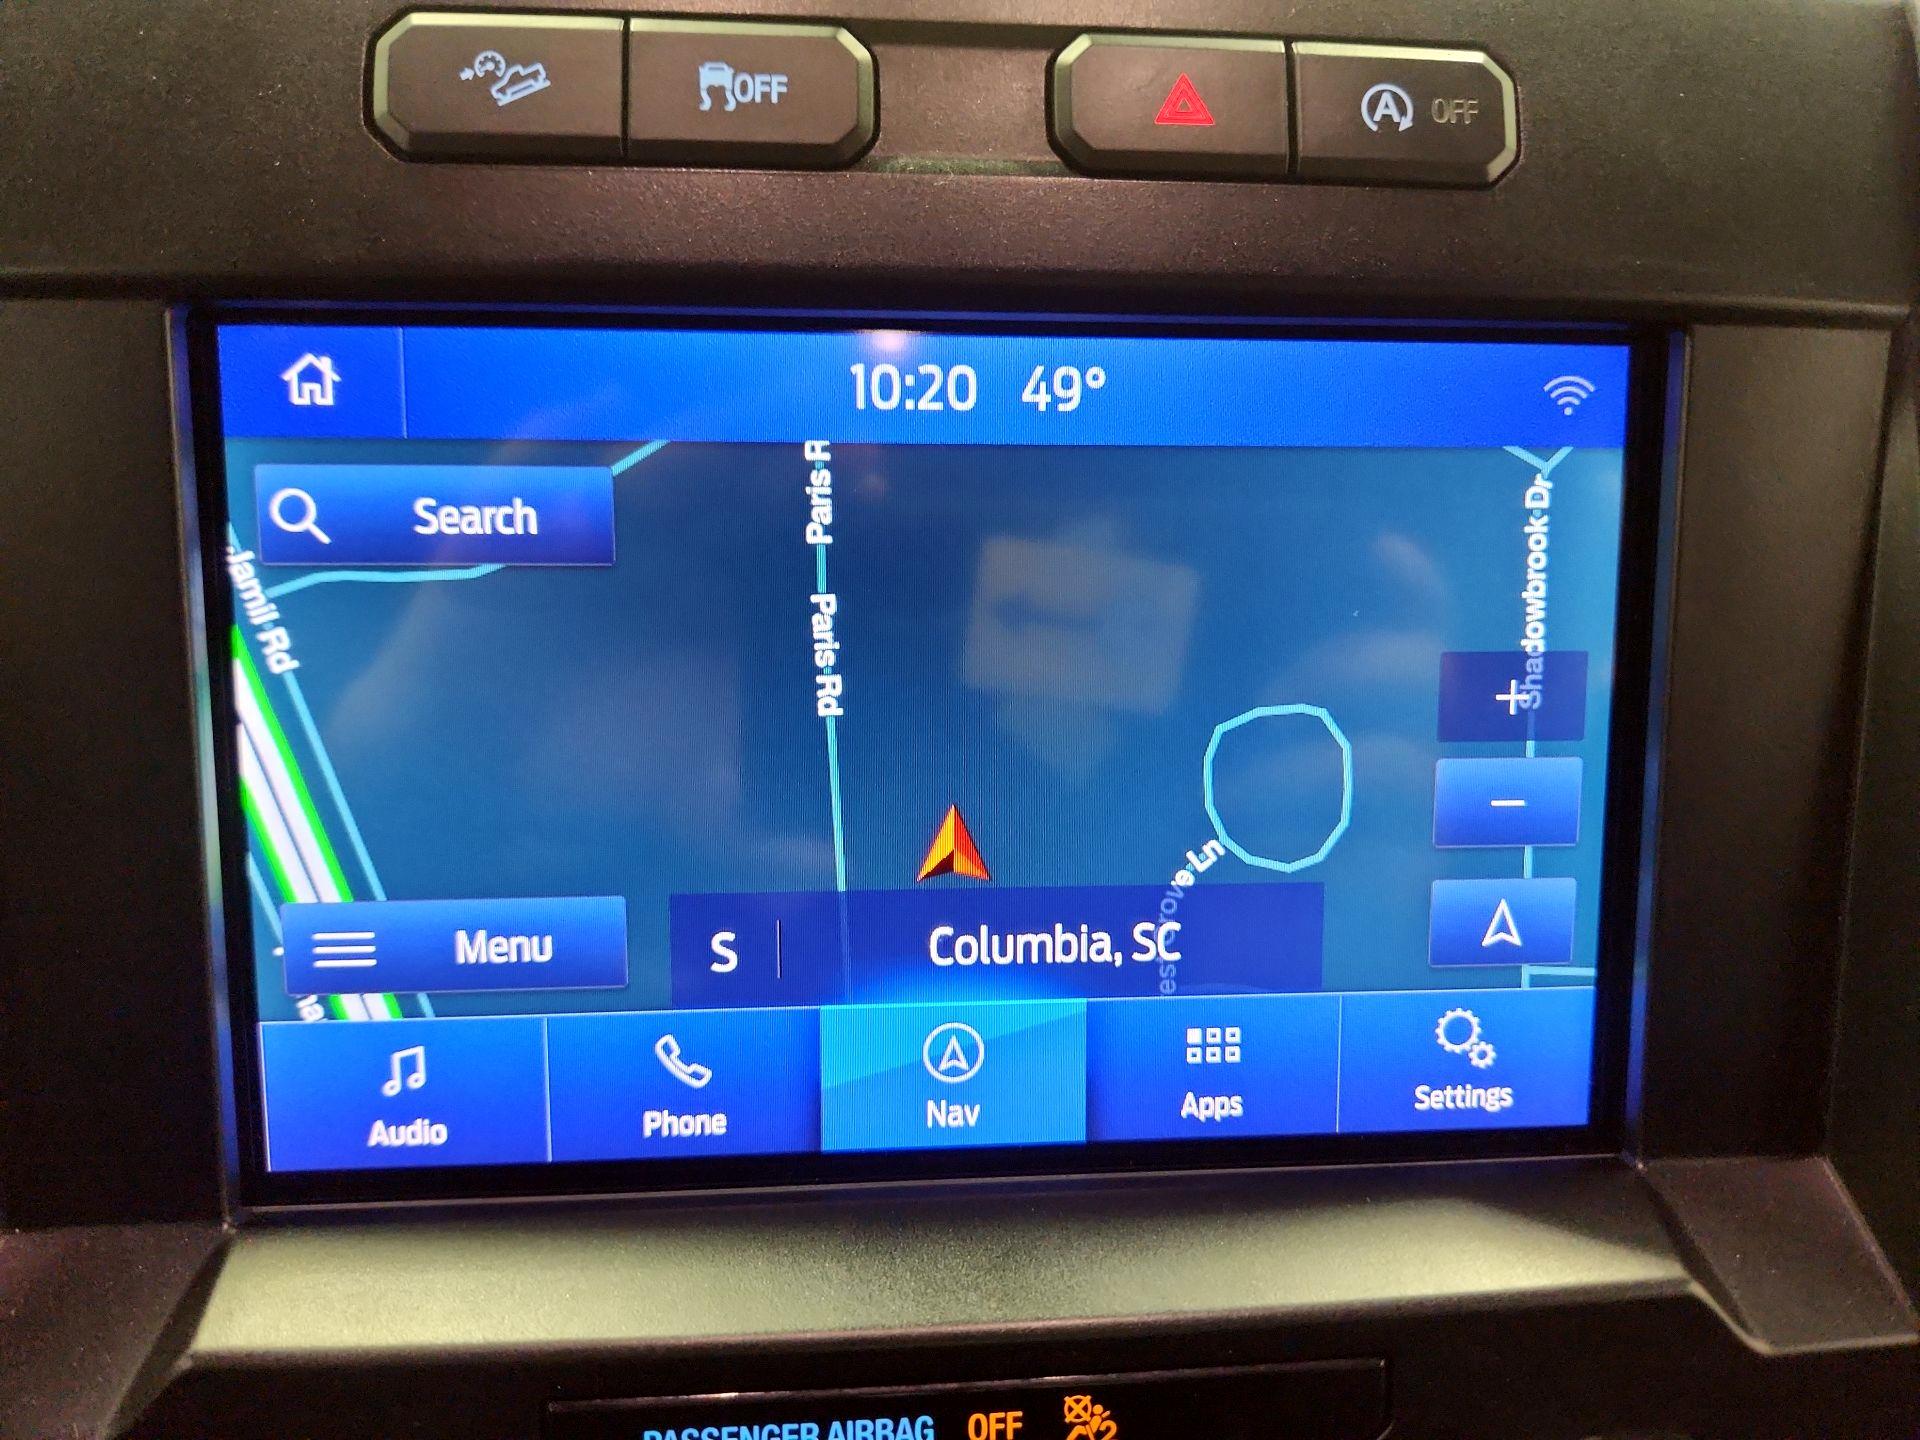 OFF
A OFF
10:20 49°
Search
Paris R
Paris Rd
Jamil Rd
Shadowbrook Dr
+
−
Ln
Menu
S
Columbia, SC
Audio
Phone
Nav
Apps
Settings
PASSENGER AIRBAG OFF
2